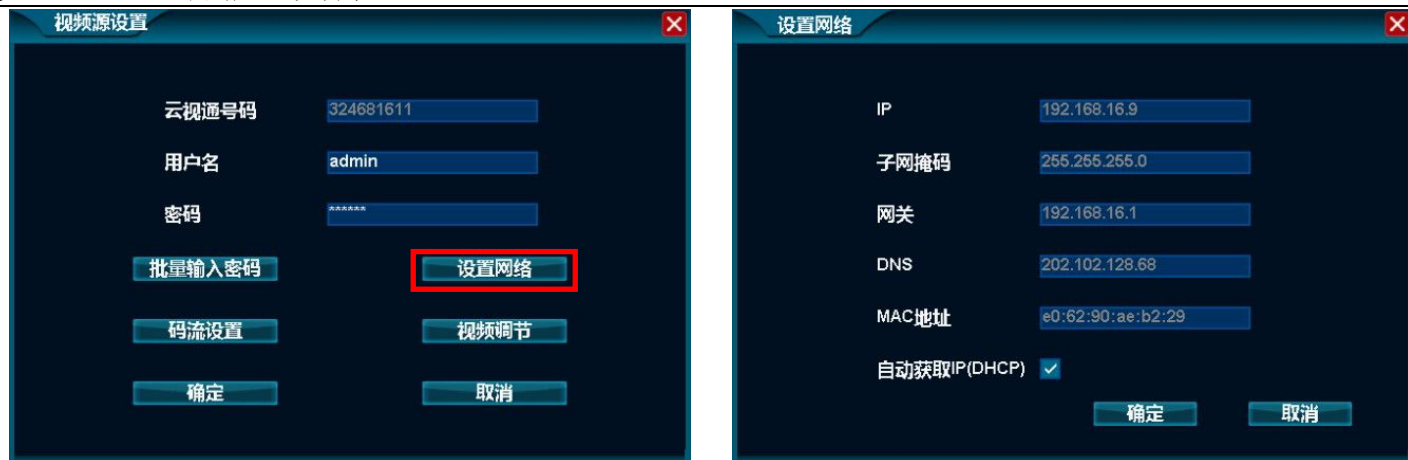 视频源设置
云视通号码 324681611
用户名 admin
密码 ******
批量输入密码 设置网络
码流设置 视频调节
确定 取消
设置网络
IP 192.168.16.9
子网掩码 255.255.255.0
网关 192.168.16.1
DNS 202.102.128.68
MAC地址 e0:62:90:ae:b2:29
自动获取IP(DHCP)
确定 取消